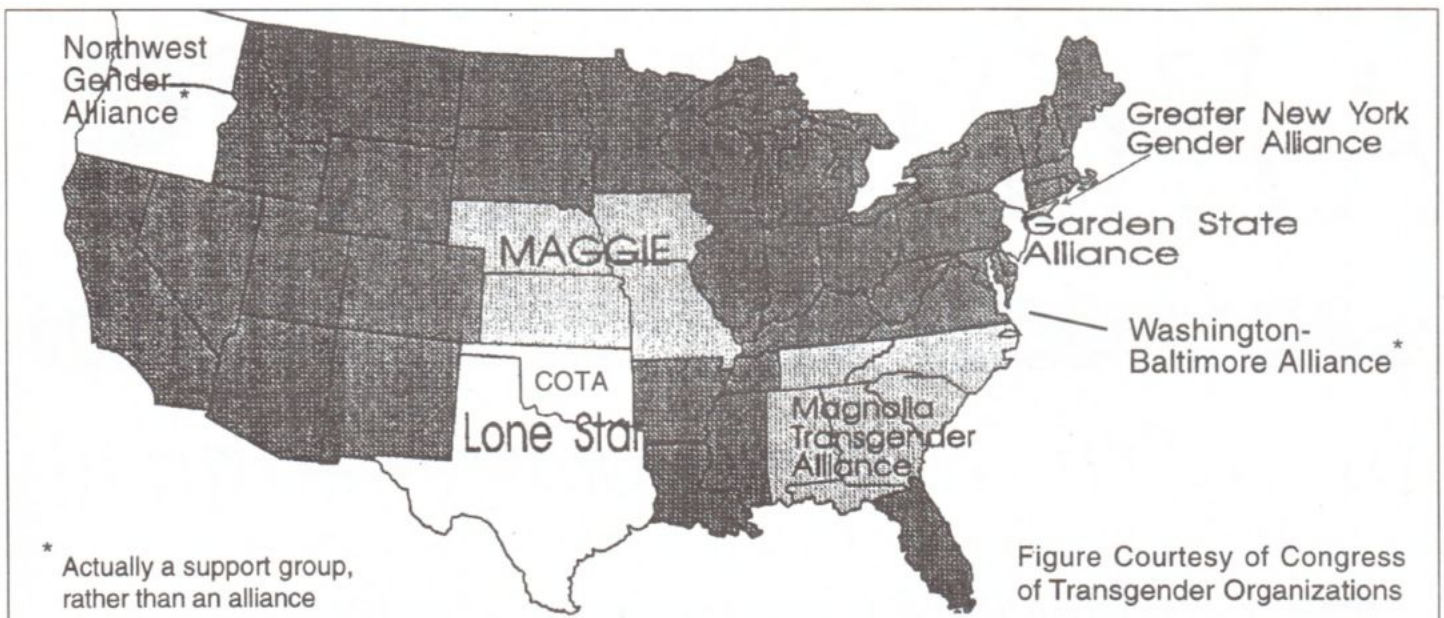 Northwest
Gender
Alliance*
Greater New York
Gender Alliance
Garden State
Alliance
MAGGIE
Washington-
Baltimore Alliance*
COTA
Lone Star
Magnolia
Transgender
Alliance
* Actually a support group,
rather than an alliance
Figure Courtesy of Congress
of Transgender Organizations